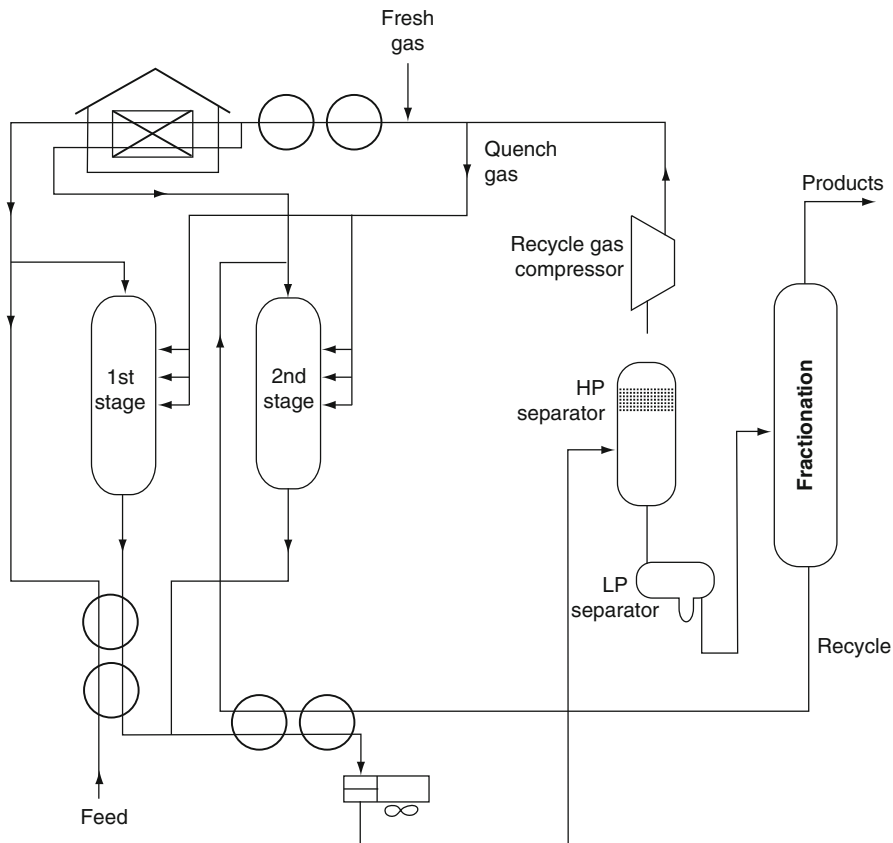 Fresh
gas
Quench
gas
Products
Recycle gas
compressor
1st
stage
2nd
stage
HP
separator
Fractionation
LP
separator
Recycle
Feed